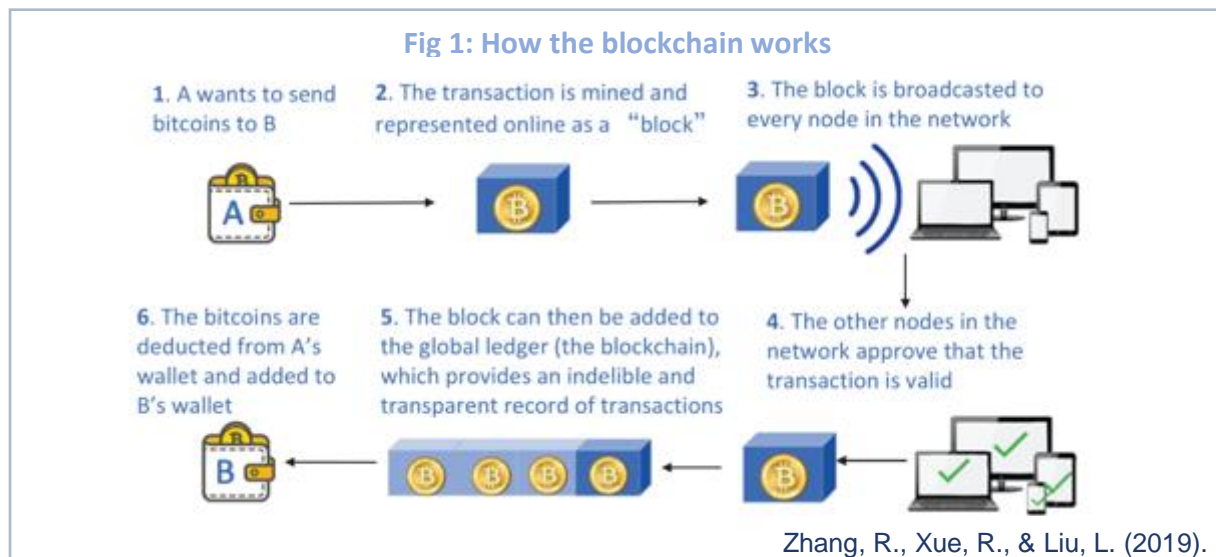 Fig 1: How the blockchain works
1. A wants to send
bitcoins to B
2. The transaction is mined and
represented online as a “block”
3. The block is broadcasted to
every node in the network
A
6. The bitcoins are
deducted from A's
wallet and added to
B's wallet
5. The block can then be added to
the global ledger (the blockchain),
which provides an indelible and
transparent record of transactions
4. The other nodes in the
network approve that the
transaction is valid
B
Zhang, R., Xue, R., & Liu, L. (2019).